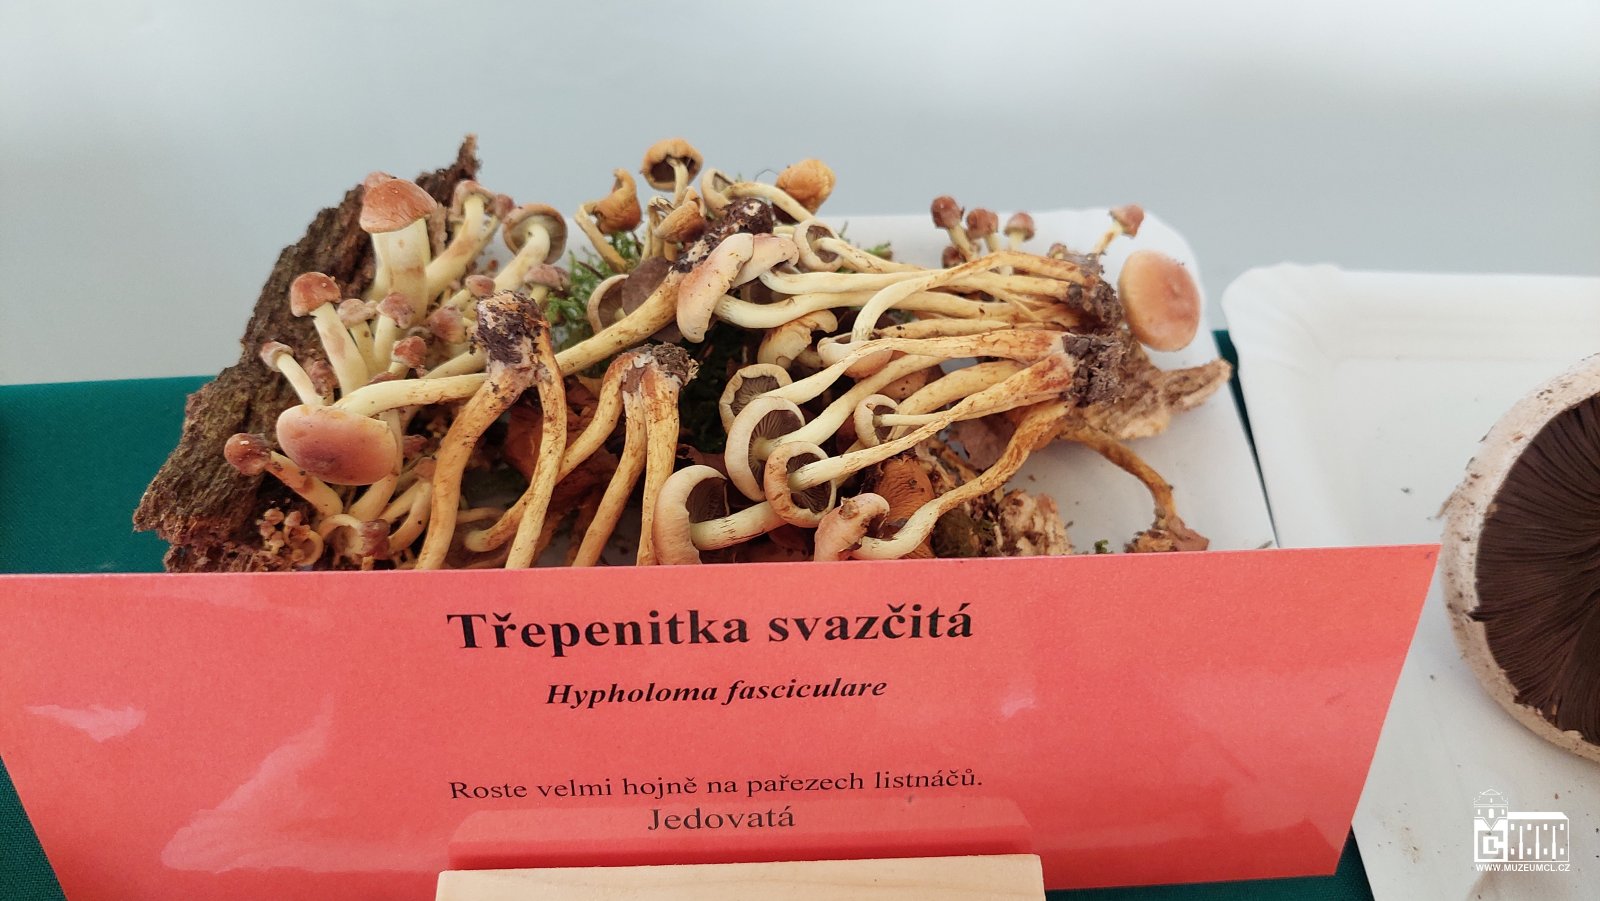 Třepenitka svazčitá
Hypholoma fasciculare
Roste velmi hojně na pařezech listnáčů.
Jedovatá
WWW.MUZEUMCL.CZ